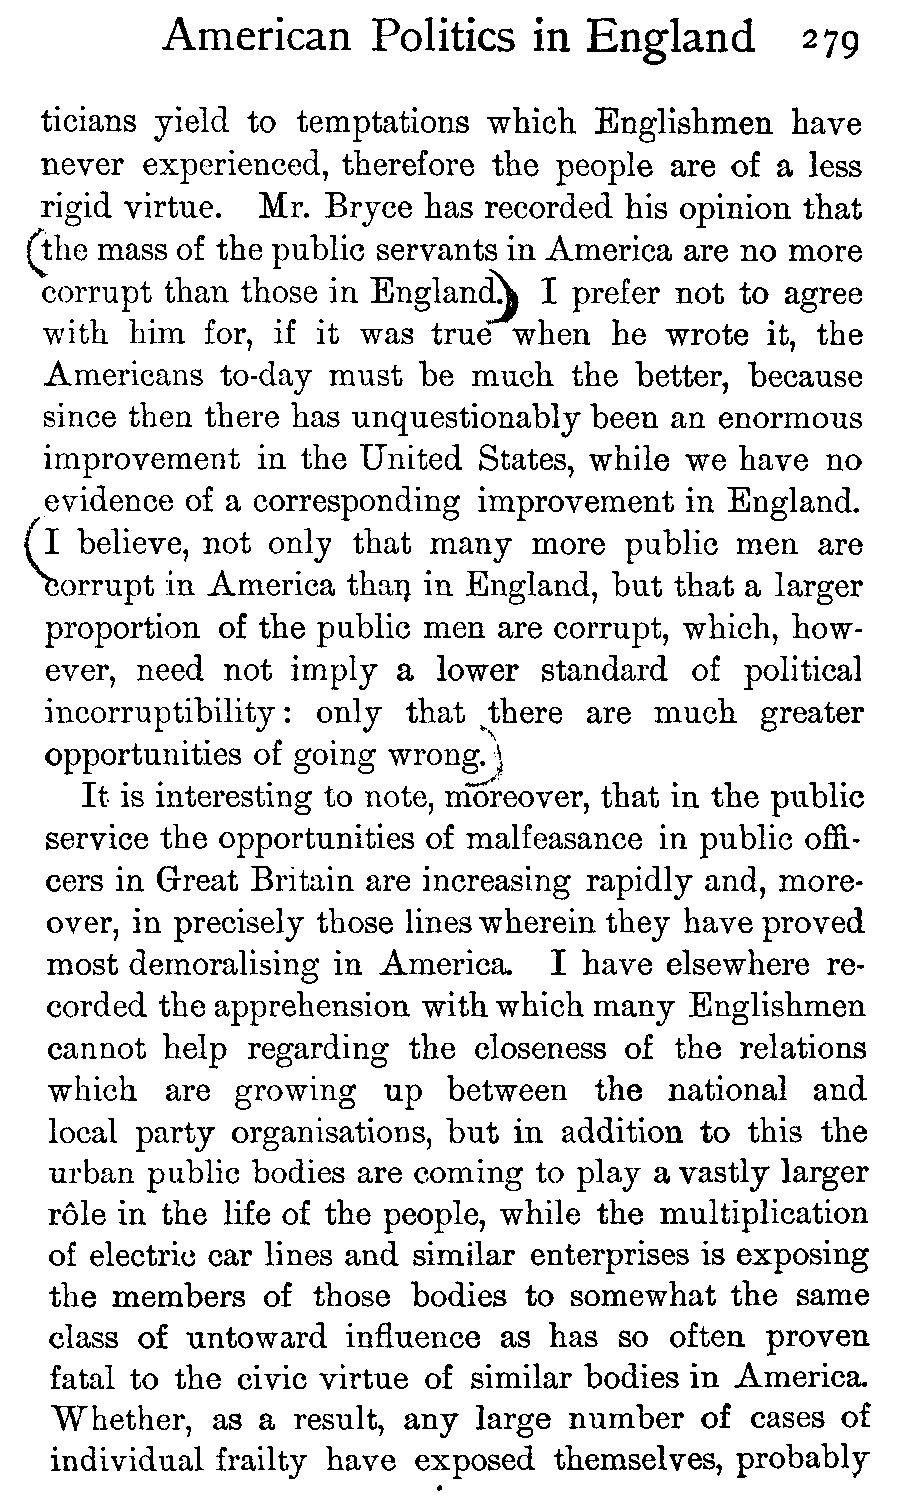 American Politics in England 279
ticians yield to temptations which Englishmen have
never experienced, therefore the people are of a less
rigid virtue. Mr. Bryce has recorded his opinion that
(the mass of the public servants in America are no more
corrupt than those in England.) I prefer not to agree
with him for, if it was true when he wrote it, the
Americans to-day must be much the better, because
since then there has unquestionably been an enormous
improvement in the United States, while we have no
evidence of a corresponding improvement in England.
(I believe, not only that many more public men are
corrupt in America than in England, but that a larger
proportion of the public men are corrupt, which, how-
ever, need not imply a lower standard of political
incorruptibility: only that there are much greater
opportunities of going wrong.)
It is interesting to note, moreover, that in the public
service the opportunities of malfeasance in public offi-
cers in Great Britain are increasing rapidly and, more-
over, in precisely those lines wherein they have proved
most demoralising in America. I have elsewhere re-
corded the apprehension with which many Englishmen
cannot help regarding the closeness of the relations
which are growing up between the national and
local party organisations, but in addition to this the
urban public bodies are coming to play a vastly larger
rôle in the life of the people, while the multiplication
of electric car lines and similar enterprises is exposing
the members of those bodies to somewhat the same
class of untoward influence as has so often proven
fatal to the civic virtue of similar bodies in America.
Whether, as a result, any large number of cases of
individual frailty have exposed themselves, probably